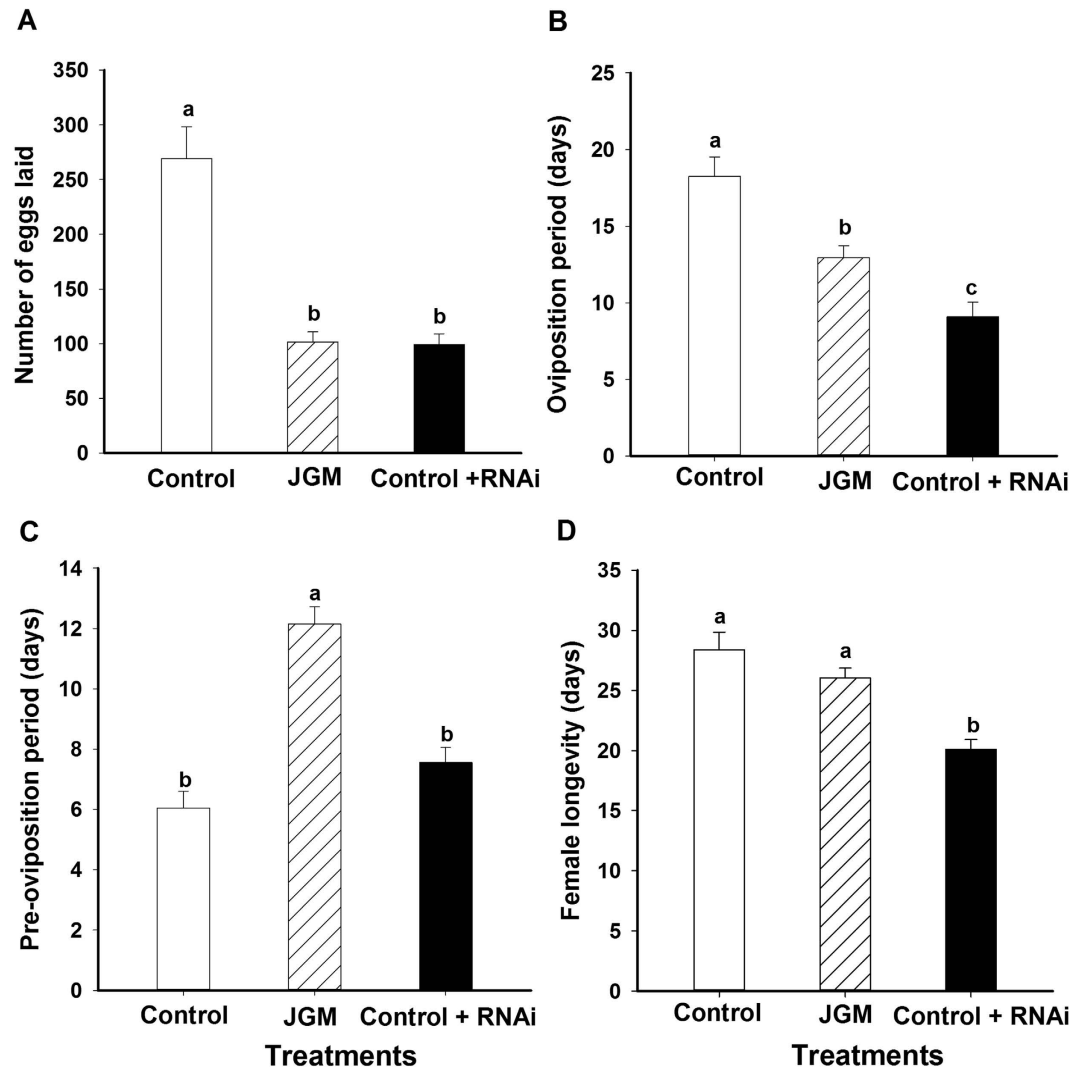 A
350
300
250
200
150
100
50
0
Number of eggs laid
a
b
b
Control
JGM
Control +RNAi
B
25
20
15
10
5
0
Oviposition period (days)
a
b
c
Control
JGM
Control + RNAi
C
14
12
10
8
6
4
2
0
Pre-oviposition period (days)
b
a
b
Control
JGM
Control + RNAi
Treatments
D
35
30
25
20
15
10
5
0
Female longevity (days)
a
a
b
Control
JGM
Control + RNAi
Treatments